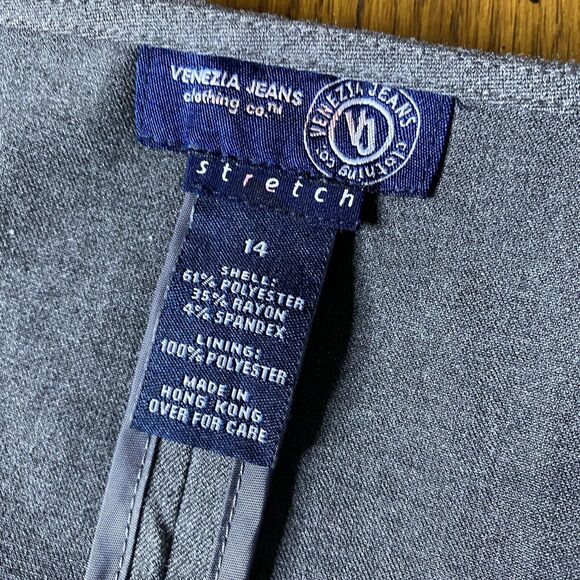 VENEZIA JEANS
clothing co.™
VENEZIA JEANS
clothing co.
VJ
stretch
14
SHELL:
61% POLYESTER
35% RAYON
4% SPANDEX
LINING:
100% POLYESTER
MADE IN
HONG KONG
OVER FOR CARE